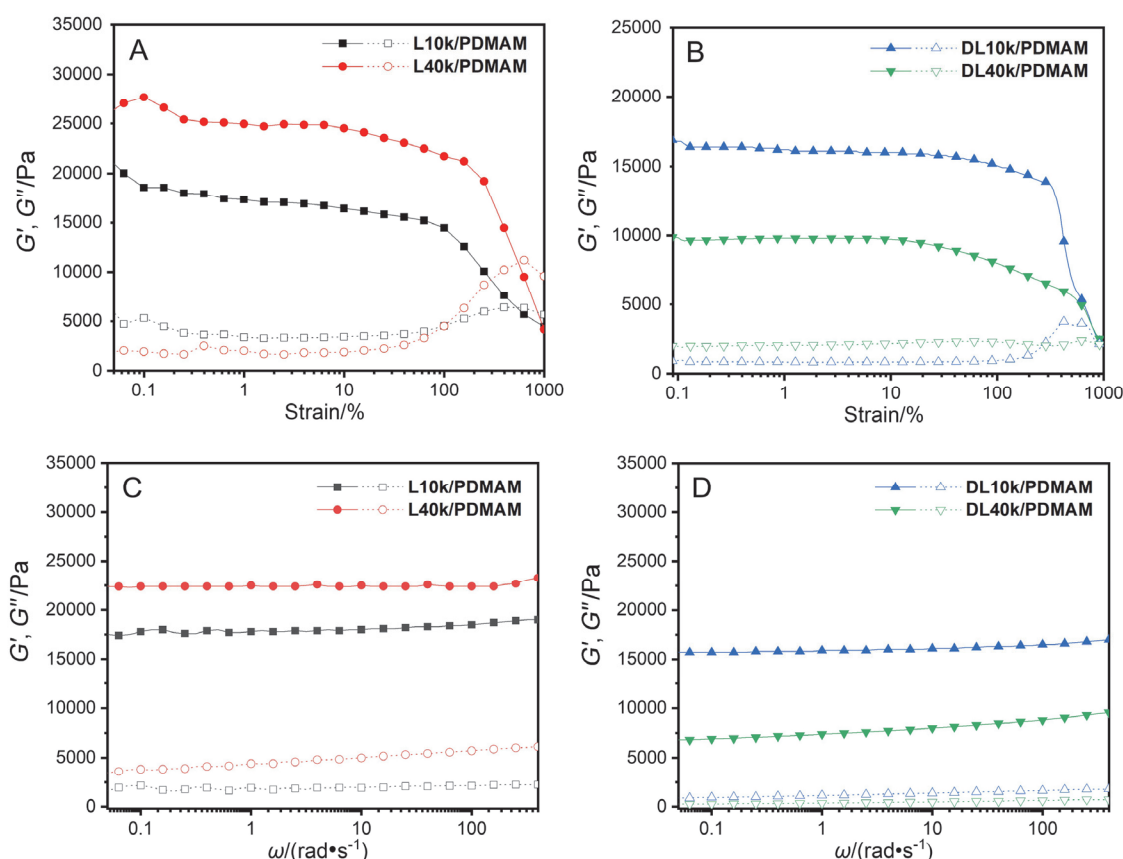 A
L10k/PDMAM
L40k/PDMAM
35000
30000
25000
20000
15000
10000
5000
0
G′, G″/Pa
0.1 1 10 100 1000
Strain/%
B
DL10k/PDMAM
DL40k/PDMAM
25000
20000
15000
10000
5000
0
G′, G″/Pa
0.1 1 10 100 1000
Strain/%
C
L10k/PDMAM
L40k/PDMAM
35000
30000
25000
20000
15000
10000
5000
0
G′, G″/Pa
0.1 1 10 100
ω/(rad•s⁻¹)
D
DL10k/PDMAM
DL40k/PDMAM
35000
30000
25000
20000
15000
10000
5000
0
G′, G″/Pa
0.1 1 10 100
ω/(rad•s⁻¹)